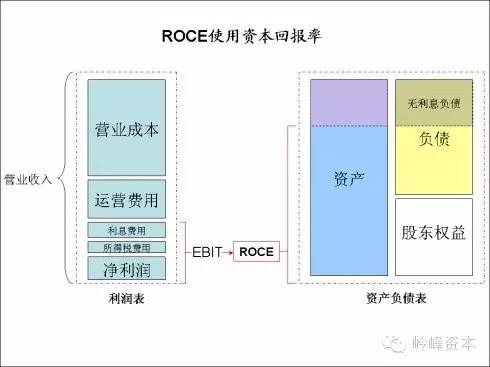 ROCE使用资本回报率
营业收入
营业成本
运营费用
利息费用
所得税费用
净利润
利润表
EBIT
ROCE
资产
无利息负债
负债
股东权益
资产负债表
岭峰资本